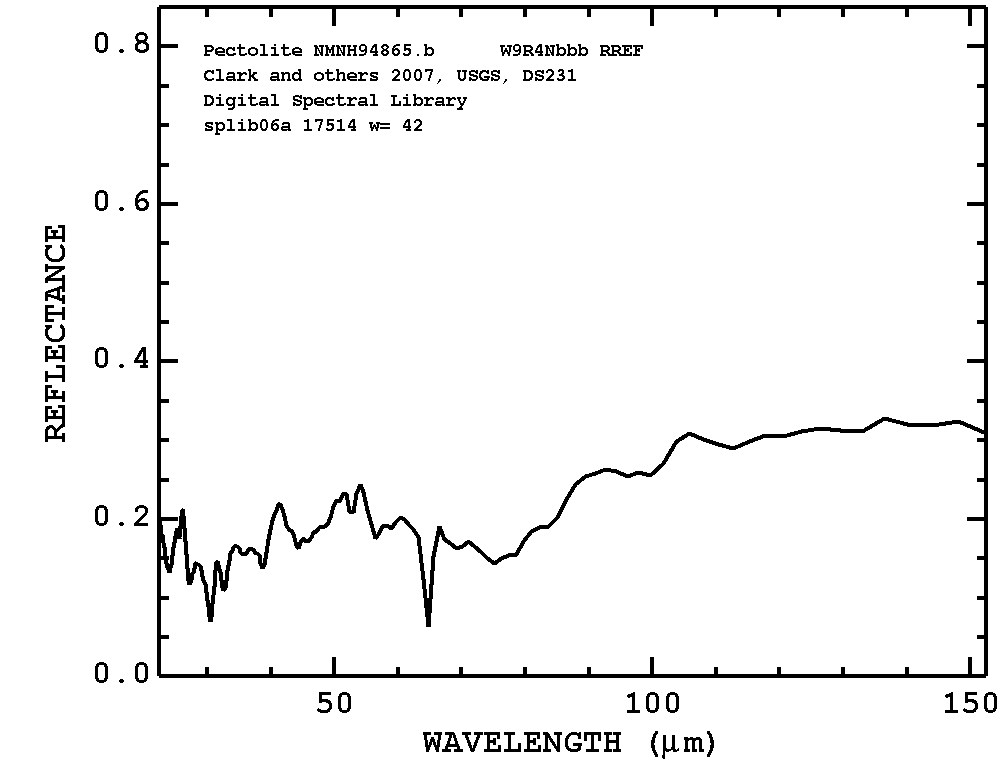 0.8
Pectolite NMNH94865.b W9R4Nbbb RREF
Clark and others 2007, USGS, DS231
Digital Spectral Library
splib06a 17514 w= 42
0.6
REFLECTANCE
0.4
0.2
0.0
50 100 150
WAVELENGTH (μm)